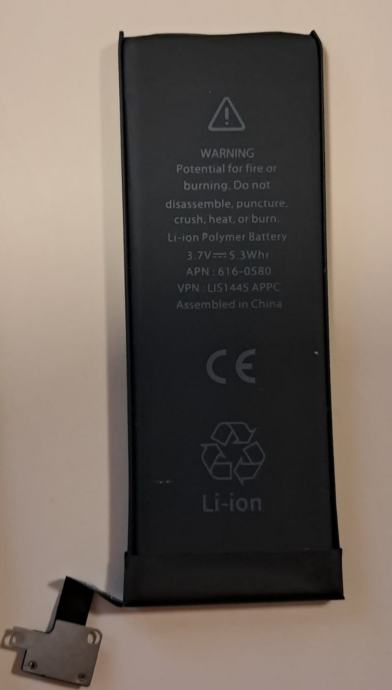 WARNING
Potential for fire or
burning. Do not
disassemble, puncture,
crush, heat, or burn.
Li-ion Polymer Battery
3.7V⎓5.3Whr
APN : 616-0580
VPN : LIS1445 APPC
Assembled in China
CE
Li-ion